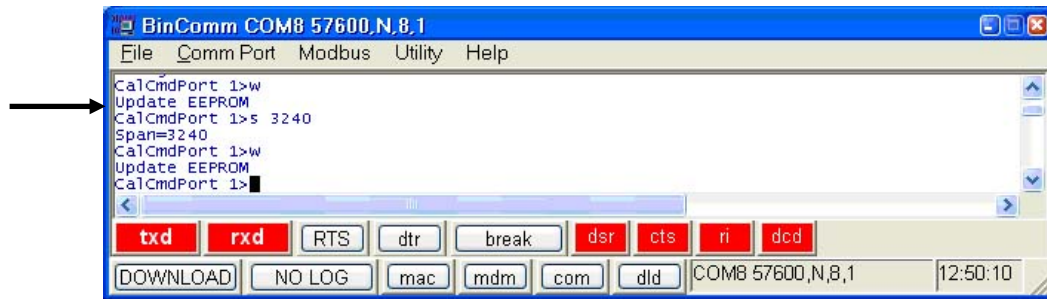 BinComm COM8 57600,N,8,1
File Comm Port Modbus Utility Help
CalCmdPort 1>w
Update EEPROM
CalCmdPort 1>s 3240
Span=3240
CalCmdPort 1>w
Update EEPROM
CalCmdPort 1>
txd rxd RTS dtr break dsr cts ri dcd
DOWNLOAD NO LOG mac mdm com dld COM8 57600,N,8,1 12:50:10